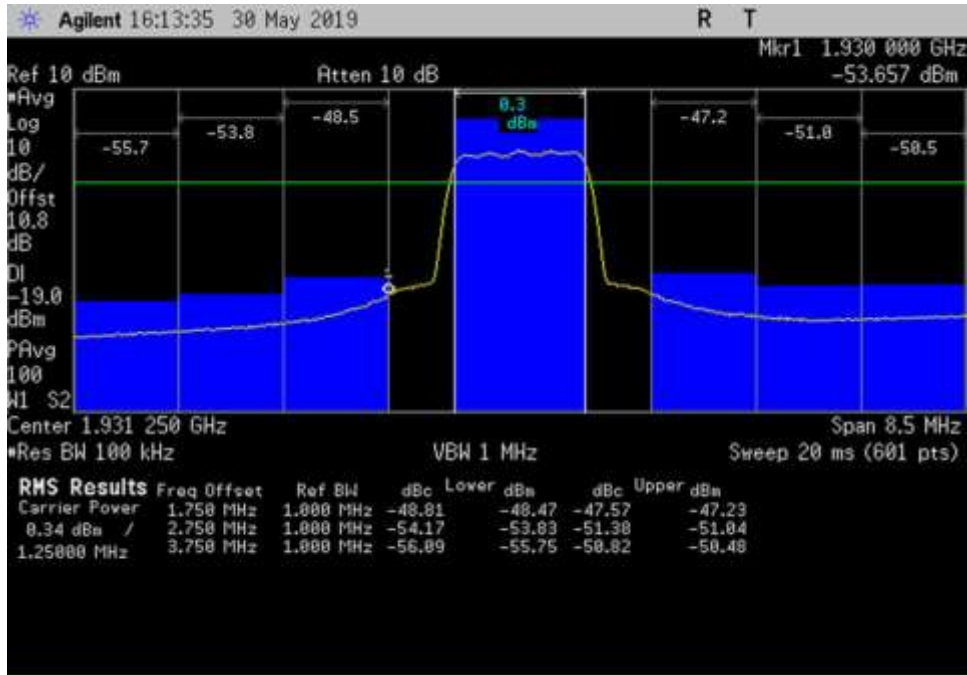 Agilent 16:13:35 30 May 2019 R T
Mkr1 1.930 000 GHz
Ref 10 dBm Atten 10 dB -53.657 dBm
*Avg
Log
10
dB/
Offst
10.8
dB
DI
-19.0
dBm
PAvg
100
W1 S2
-55.7 -53.8 -48.5 0.3 dBm -47.2 -51.0 -50.5
1
Center 1.931 250 GHz Span 8.5 MHz
*Res BW 100 kHz VBW 1 MHz Sweep 20 ms (601 pts)
RMS Results Freq Offset Ref BW dBc Lower dBm dBc Upper dBm
Carrier Power 1.750 MHz 1.000 MHz -48.81 -48.47 -47.57 -47.23
0.34 dBm / 2.750 MHz 1.000 MHz -54.17 -53.83 -51.38 -51.04
1.25000 MHz 3.750 MHz 1.000 MHz -56.09 -55.75 -50.82 -50.48